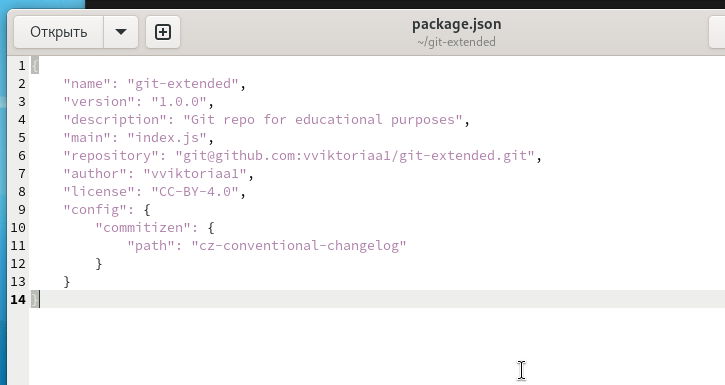 Открыть
package.json
~/git-extended
1 {
2     "name": "git-extended",
3     "version": "1.0.0",
4     "description": "Git repo for educational purposes",
5     "main": "index.js",
6     "repository": "git@github.com:vviktoriaa1/git-extended.git",
7     "author": "vviktoriaa1",
8     "license": "CC-BY-4.0",
9     "config": {
10         "commitizen": {
11             "path": "cz-conventional-changelog"
12         }
13     }
14 }